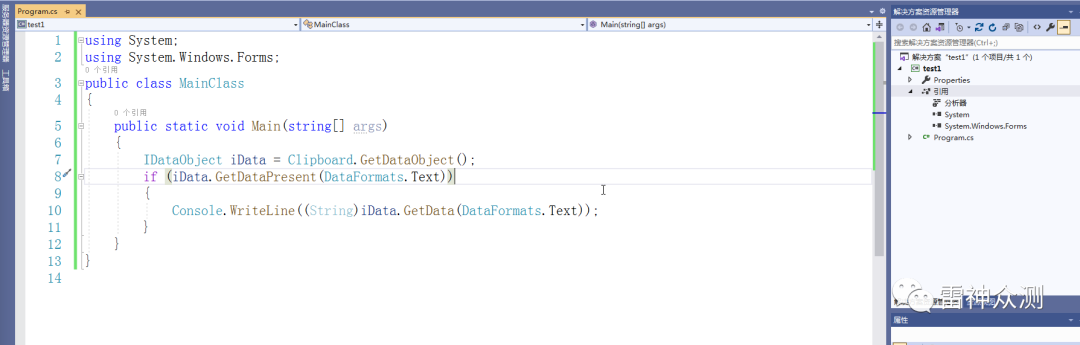 Program.cs
解决方案资源管理器
test1
MainClass
Main(string[] args)
服务器资源管理器
工具箱
搜索解决方案资源管理器(Ctrl+;)
解决方案"test1"(1 个项目/共 1 个)
test1
Properties
引用
分析器
System
System.Windows.Forms
Program.cs
1 using System;
2 using System.Windows.Forms;
0 个引用
3 public class MainClass
4 {
0 个引用
5 public static void Main(string[] args)
6 {
7 IDataObject iData = Clipboard.GetDataObject();
8 if (iData.GetDataPresent(DataFormats.Text))
9 {
10 Console.WriteLine((String)iData.GetData(DataFormats.Text));
11 }
12 }
13 }
14
雷神众测
属性